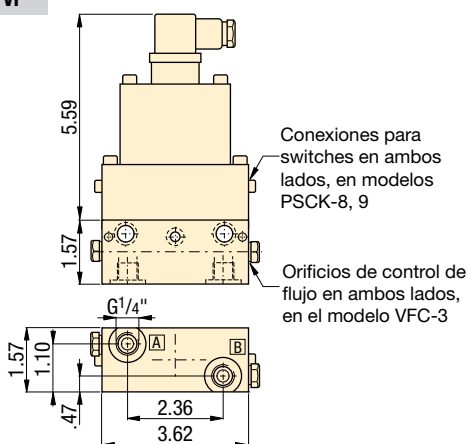 5.59
Conexiones para
switches en ambos
lados, en modelos
PSCK-8, 9
1.57
Orificios de control de
flujo en ambos lados,
en el modelo VFC-3
G1/4"
A
B
1.57
1.10
.47
2.36
3.62